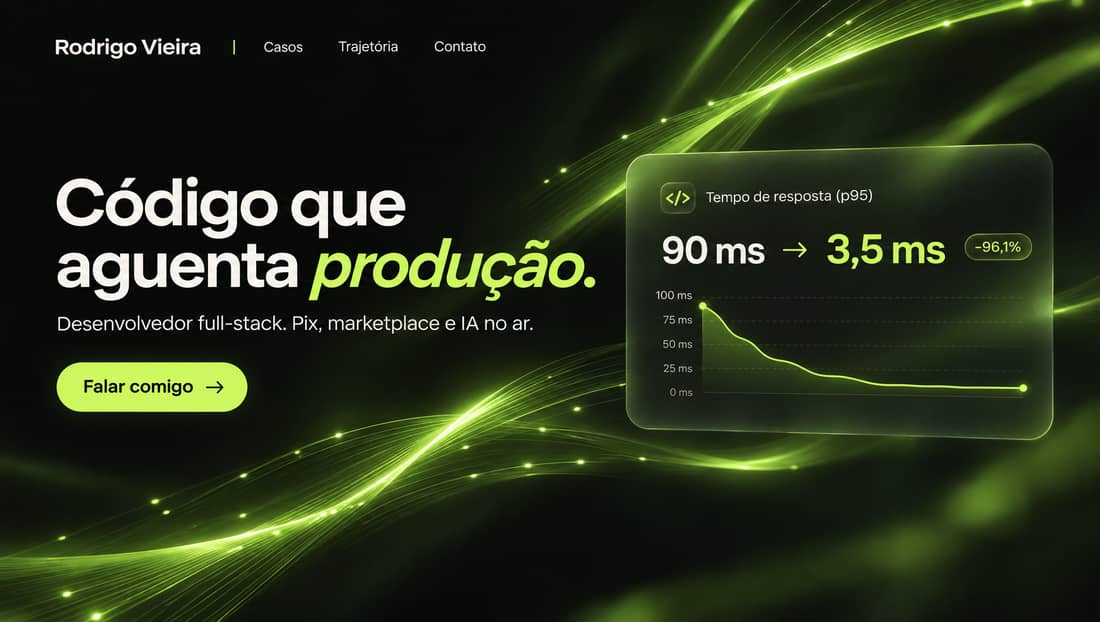 Rodrigo Vieira | Casos Trajetória Contato
Código que
aguenta produção.
Desenvolvedor full-stack. Pix, marketplace e IA no ar.
Falar comigo →
</> Tempo de resposta (p95)
90 ms → 3,5 ms −96,1%
100 ms
75 ms
50 ms
25 ms
0 ms